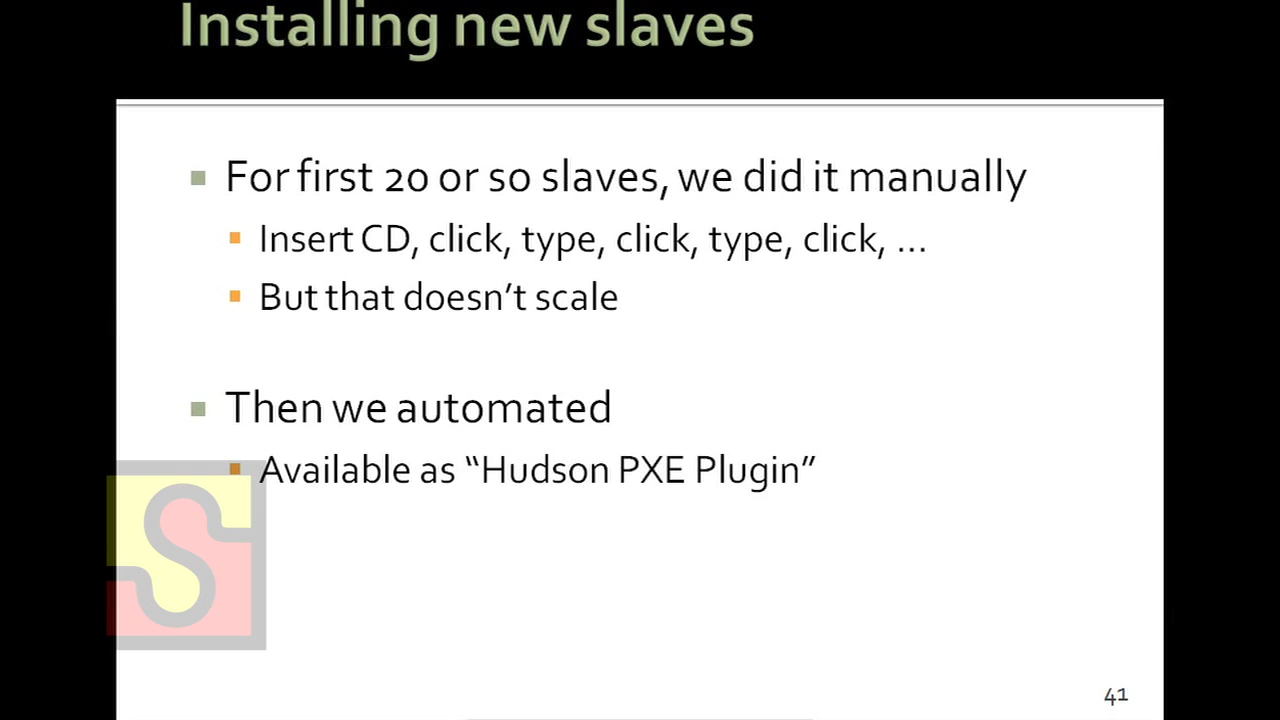 Installing new slaves
For first 20 or so slaves, we did it manually
Insert CD, click, type, click, type, click, …
But that doesn’t scale
Then we automated
Available as “Hudson PXE Plugin”
S
41